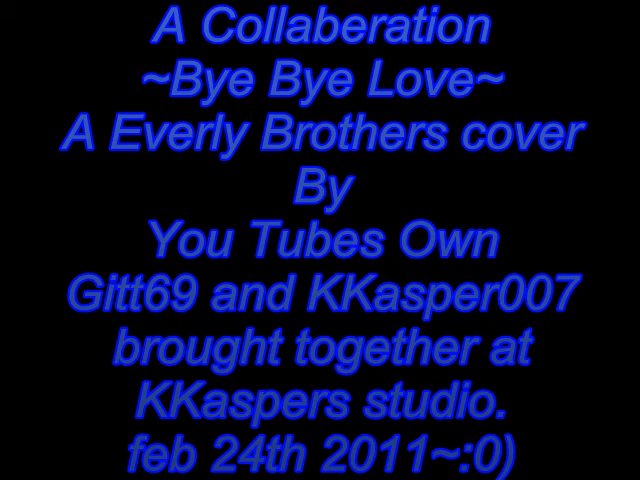 A Collaberation
~Bye Bye Love~
A Everly Brothers cover
By
You Tubes Own
Gitt69 and KKasper007
brought together at
KKaspers studio.
feb 24th 2011~:0)